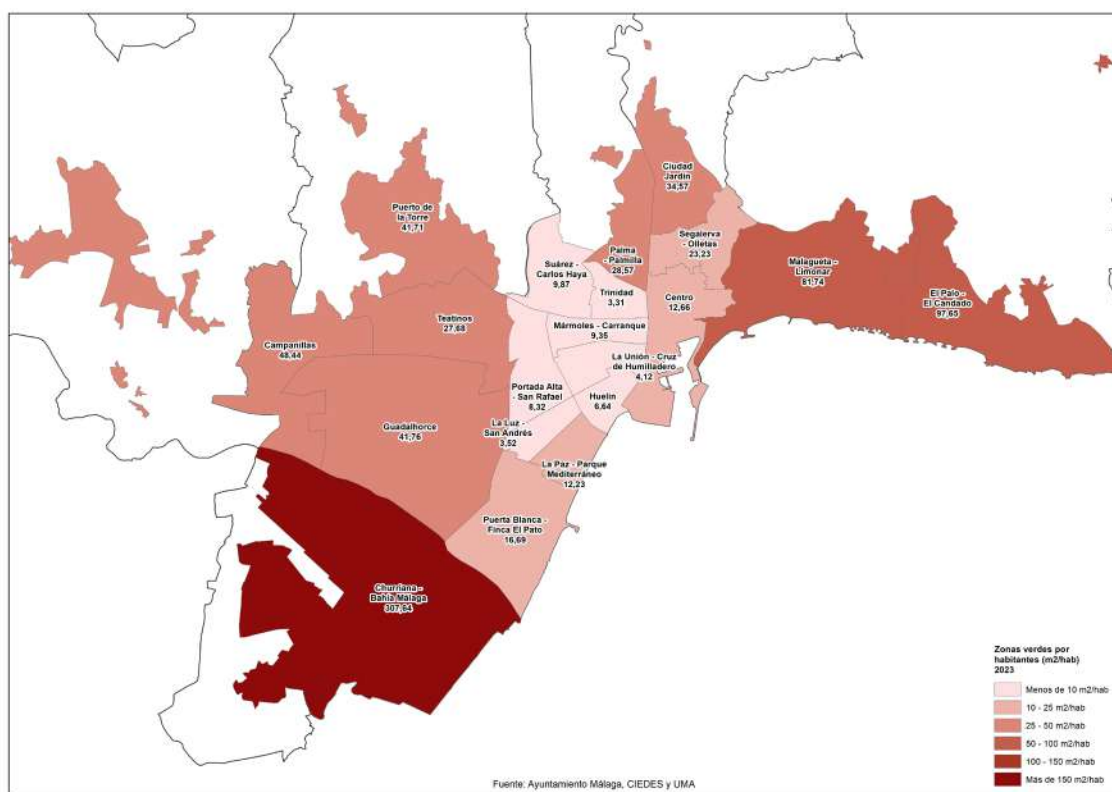 Ciudad
Jardín
34,57
Puerto de
la Torre
41,71
Segalerva -
Olletas
23,23
Palma
- Palmilla
28,57
Suárez -
Carlos Haya
9,87
Malagueta -
Limonar
81,74
Trinidad
3,31
Centro
12,66
El Palo -
El Candado
97,65
Teatinos
27,68
Mármoles - Carranque
9,35
Campanillas
48,44
La Unión - Cruz
de Humilladero
4,12
Portada Alta
- San Rafael
8,32
Huelin
6,64
Guadalhorce
41,76
La Luz -
San Andrés
3,52
La Paz - Parque
Mediterráneo
12,23
Puerta Blanca -
Finca El Pato
16,69
Churriana -
Bahía Málaga
307,64
Zonas verdes por
habitantes (m2/hab)
2023
Menos de 10 m2/hab
10 - 25 m2/hab
25 - 50 m2/hab
50 - 100 m2/hab
100 - 150 m2/hab
Más de 150 m2/hab
Fuente: Ayuntamiento Málaga, CIEDES y UMA